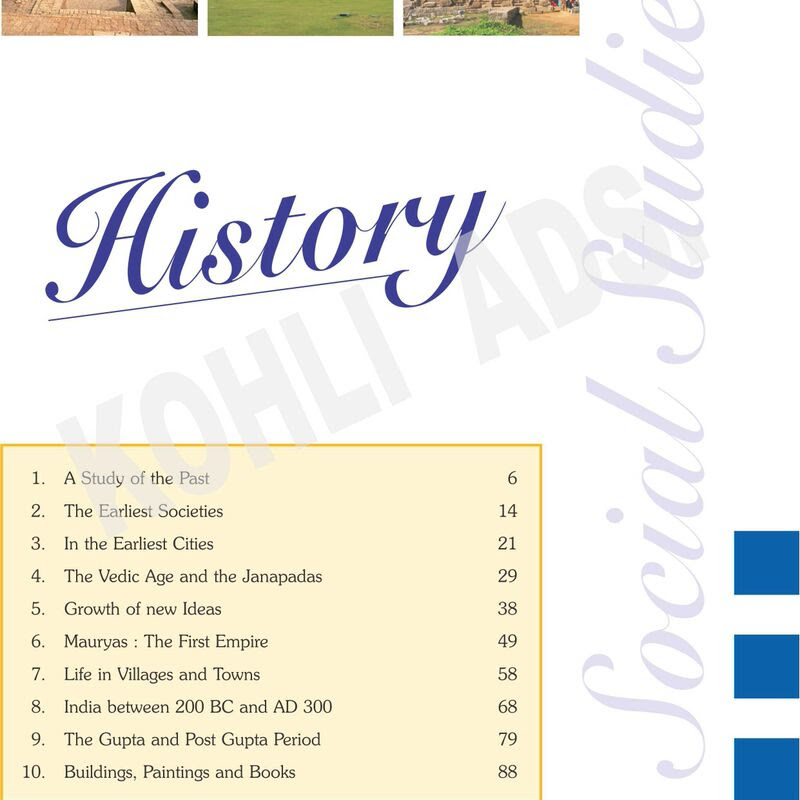 History
KOHLI ADS.
1. A Study of the Past 6
2. The Earliest Societies 14
3. In the Earliest Cities 21
4. The Vedic Age and the Janapadas 29
5. Growth of new Ideas 38
6. Mauryas : The First Empire 49
7. Life in Villages and Towns 58
8. India between 200 BC and AD 300 68
9. The Gupta and Post Gupta Period 79
10. Buildings, Paintings and Books 88
Social Studie